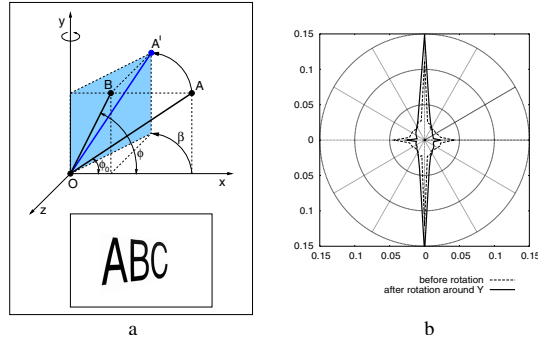 y
A'
B
A
β
ϕ
ϕ₀
O
x
z
ABC
a
0.15
0.1
0.05
0
0.05
0.1
0.15
0.15 0.1 0.05 0 0.05 0.1 0.15
before rotation
after rotation around Y
b